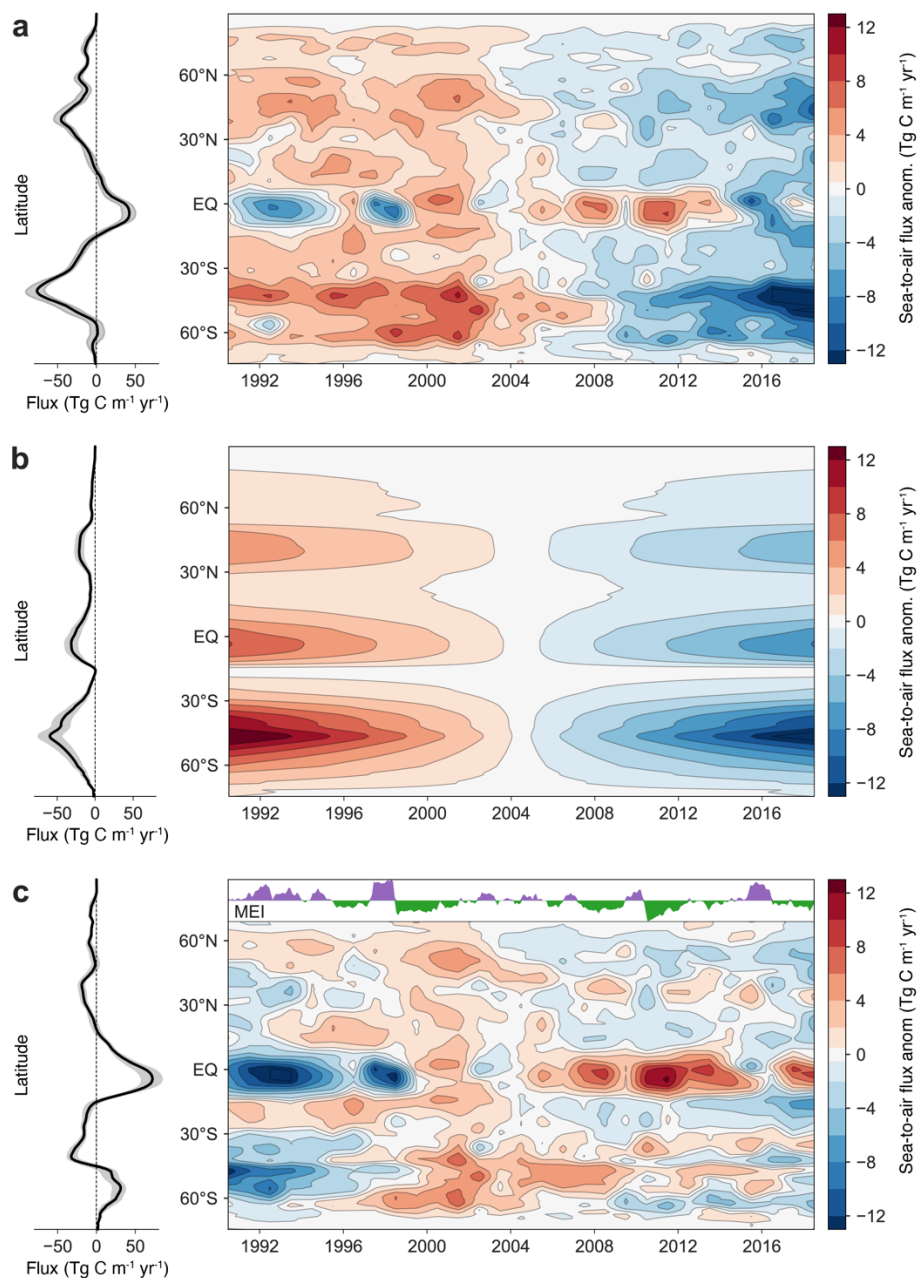 a
Latitude
60°N
30°N
EQ
30°S
60°S
−50 0 50
Flux (Tg C m⁻¹ yr⁻¹)
1992 1996 2000 2004 2008 2012 2016
12
8
4
0
−4
−8
−12
Sea-to-air flux anom. (Tg C m⁻¹ yr⁻¹)
b
Latitude
60°N
30°N
EQ
30°S
60°S
−50 0 50
Flux (Tg C m⁻¹ yr⁻¹)
1992 1996 2000 2004 2008 2012 2016
12
8
4
0
−4
−8
−12
Sea-to-air flux anom. (Tg C m⁻¹ yr⁻¹)
c
MEI
Latitude
60°N
30°N
EQ
30°S
60°S
−50 0 50
Flux (Tg C m⁻¹ yr⁻¹)
1992 1996 2000 2004 2008 2012 2016
12
8
4
0
−4
−8
−12
Sea-to-air flux anom (Tg C m⁻¹ yr⁻¹)